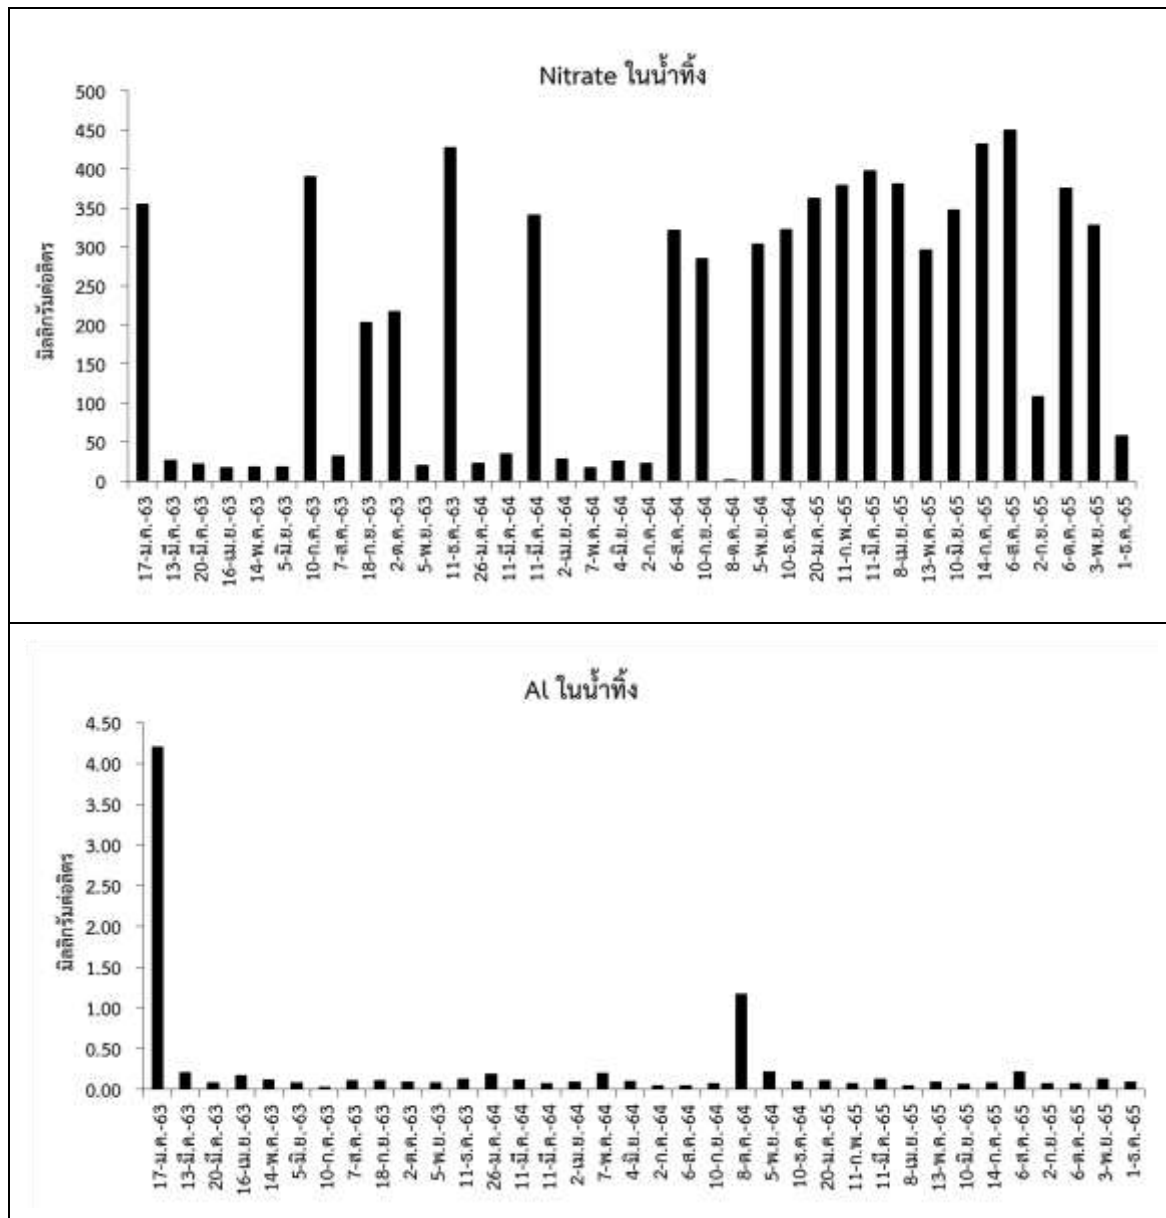 Nitrate ในน้ำทิ้ง
500
450
400
350
300
250
200
150
100
50
0
มิลลิกรัมต่อลิตร
17-ม.ค.-63
13-มี.ค.-63
20-มี.ค.-63
16-เม.ย.-63
14-พ.ค.-63
5-มิ.ย.-63
10-ก.ค.-63
7-ส.ค.-63
18-ก.ย.-63
2-ต.ค.-63
5-พ.ย.-63
11-ธ.ค.-63
26-ม.ค.-64
11-มี.ค.-64
11-มี.ค.-64
2-เม.ย.-64
7-พ.ค.-64
4-มิ.ย.-64
2-ก.ค.-64
6-ส.ค.-64
10-ก.ย.-64
8-ต.ค.-64
5-พ.ย.-64
10-ธ.ค.-64
20-ม.ค.-65
11-ก.พ.-65
11-มี.ค.-65
8-เม.ย.-65
13-พ.ค.-65
10-มิ.ย.-65
14-ก.ค.-65
6-ส.ค.-65
2-ก.ย.-65
6-ต.ค.-65
3-พ.ย.-65
1-ธ.ค.-65
Al ในน้ำทิ้ง
4.50
4.00
3.50
3.00
2.50
2.00
1.50
1.00
0.50
0.00
มิลลิกรัมต่อลิตร
17-ม.ค.-63
13-มี.ค.-63
20-มี.ค.-63
16-เม.ย.-63
14-พ.ค.-63
5-มิ.ย.-63
10-ก.ค.-63
7-ส.ค.-63
18-ก.ย.-63
2-ต.ค.-63
5-พ.ย.-63
11-ธ.ค.-63
26-ม.ค.-64
11-มี.ค.-64
11-มี.ค.-64
2-เม.ย.-64
7-พ.ค.-64
4-มิ.ย.-64
2-ก.ค.-64
6-ส.ค.-64
10-ก.ย.-64
8-ต.ค.-64
5-พ.ย.-64
10-ธ.ค.-64
20-ม.ค.-65
11-ก.พ.-65
11-มี.ค.-65
8-เม.ย.-65
13-พ.ค.-65
10-มิ.ย.-65
14-ก.ค.-65
6-ส.ค.-65
2-ก.ย.-65
6-ต.ค.-65
3-พ.ย.-65
1-ธ.ค.-65